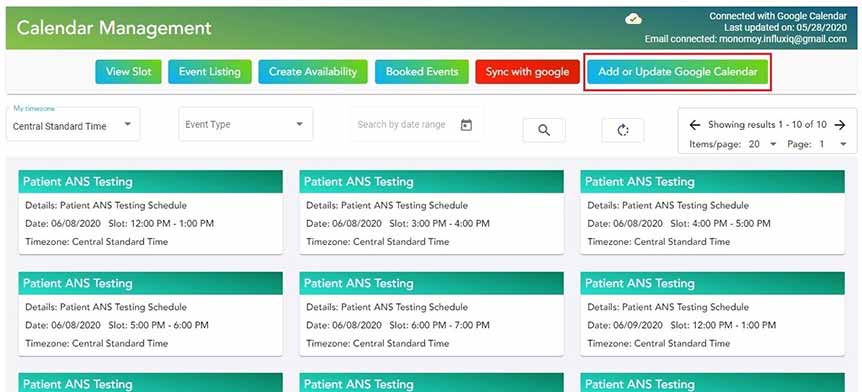 Calendar Management
Connected with Google Calendar
Last updated on: 05/28/2020
Email connected: monomoy.influxiq@gmail.com
View Slot
Event Listing
Create Availability
Booked Events
Sync with google
Add or Update Google Calendar
My timezone
Central Standard Time
Event Type
Search by date range
Showing results 1 - 10 of 10
Items/page: 20 Page: 1
Patient ANS Testing
Details: Patient ANS Testing Schedule
Date: 06/08/2020 Slot: 12:00 PM - 1:00 PM
Timezone: Central Standard Time
Patient ANS Testing
Details: Patient ANS Testing Schedule
Date: 06/08/2020 Slot: 3:00 PM - 4:00 PM
Timezone: Central Standard Time
Patient ANS Testing
Details: Patient ANS Testing Schedule
Date: 06/08/2020 Slot: 4:00 PM - 5:00 PM
Timezone: Central Standard Time
Patient ANS Testing
Details: Patient ANS Testing Schedule
Date: 06/08/2020 Slot: 5:00 PM - 6:00 PM
Timezone: Central Standard Time
Patient ANS Testing
Details: Patient ANS Testing Schedule
Date: 06/08/2020 Slot: 6:00 PM - 7:00 PM
Timezone: Central Standard Time
Patient ANS Testing
Details: Patient ANS Testing Schedule
Date: 06/09/2020 Slot: 12:00 PM - 1:00 PM
Timezone: Central Standard Time
Patient ANS Testing
Patient ANS Testing
Patient ANS Testing